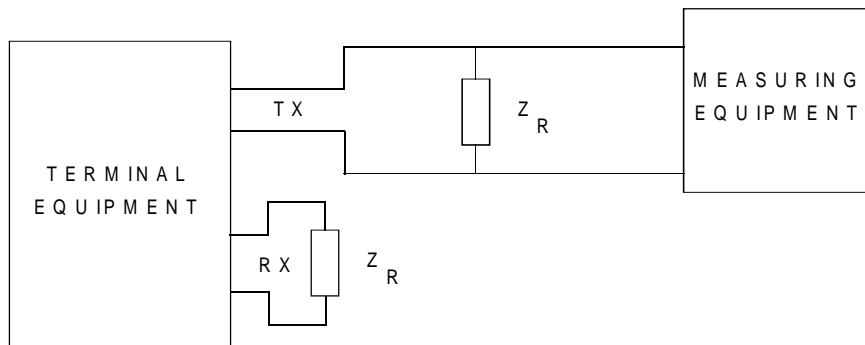 TERMINAL
EQUIPMENT
TX
RX
Z R
Z R
MEASURING
EQUIPMENT